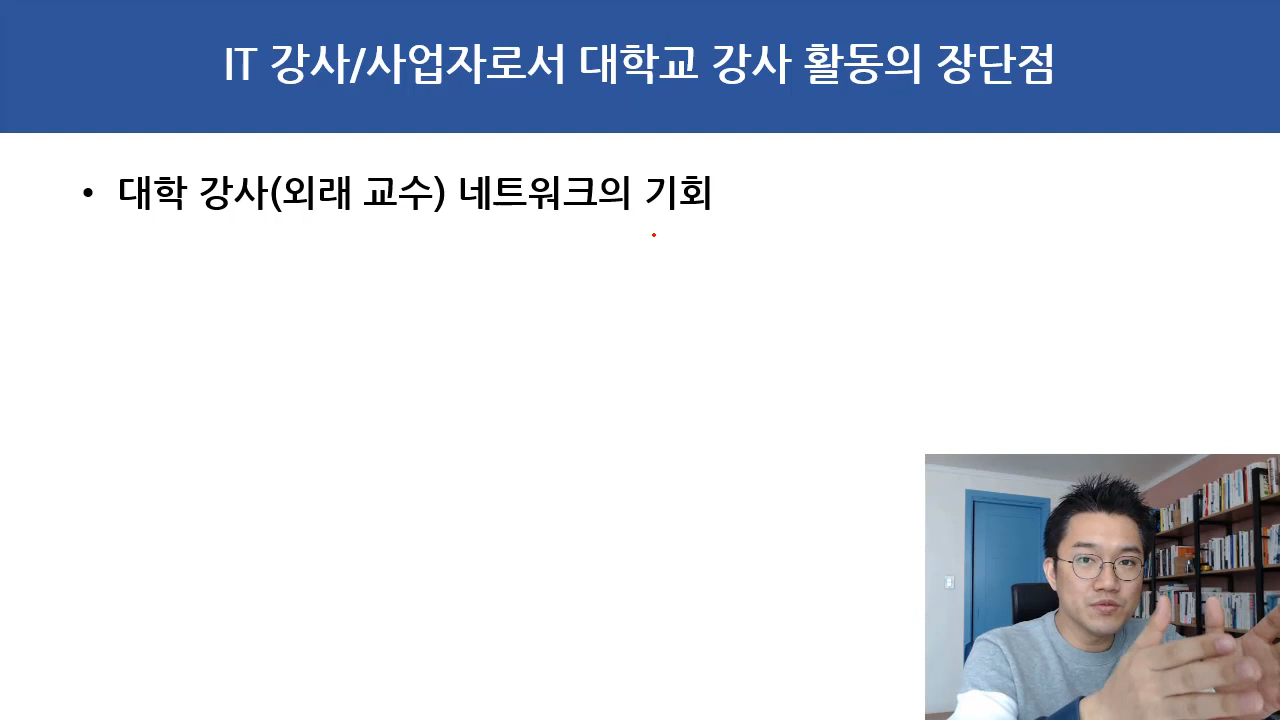 IT 강사/사업자로서 대학교 강사 활동의 장단점
• 대학 강사(외래 교수) 네트워크의 기회